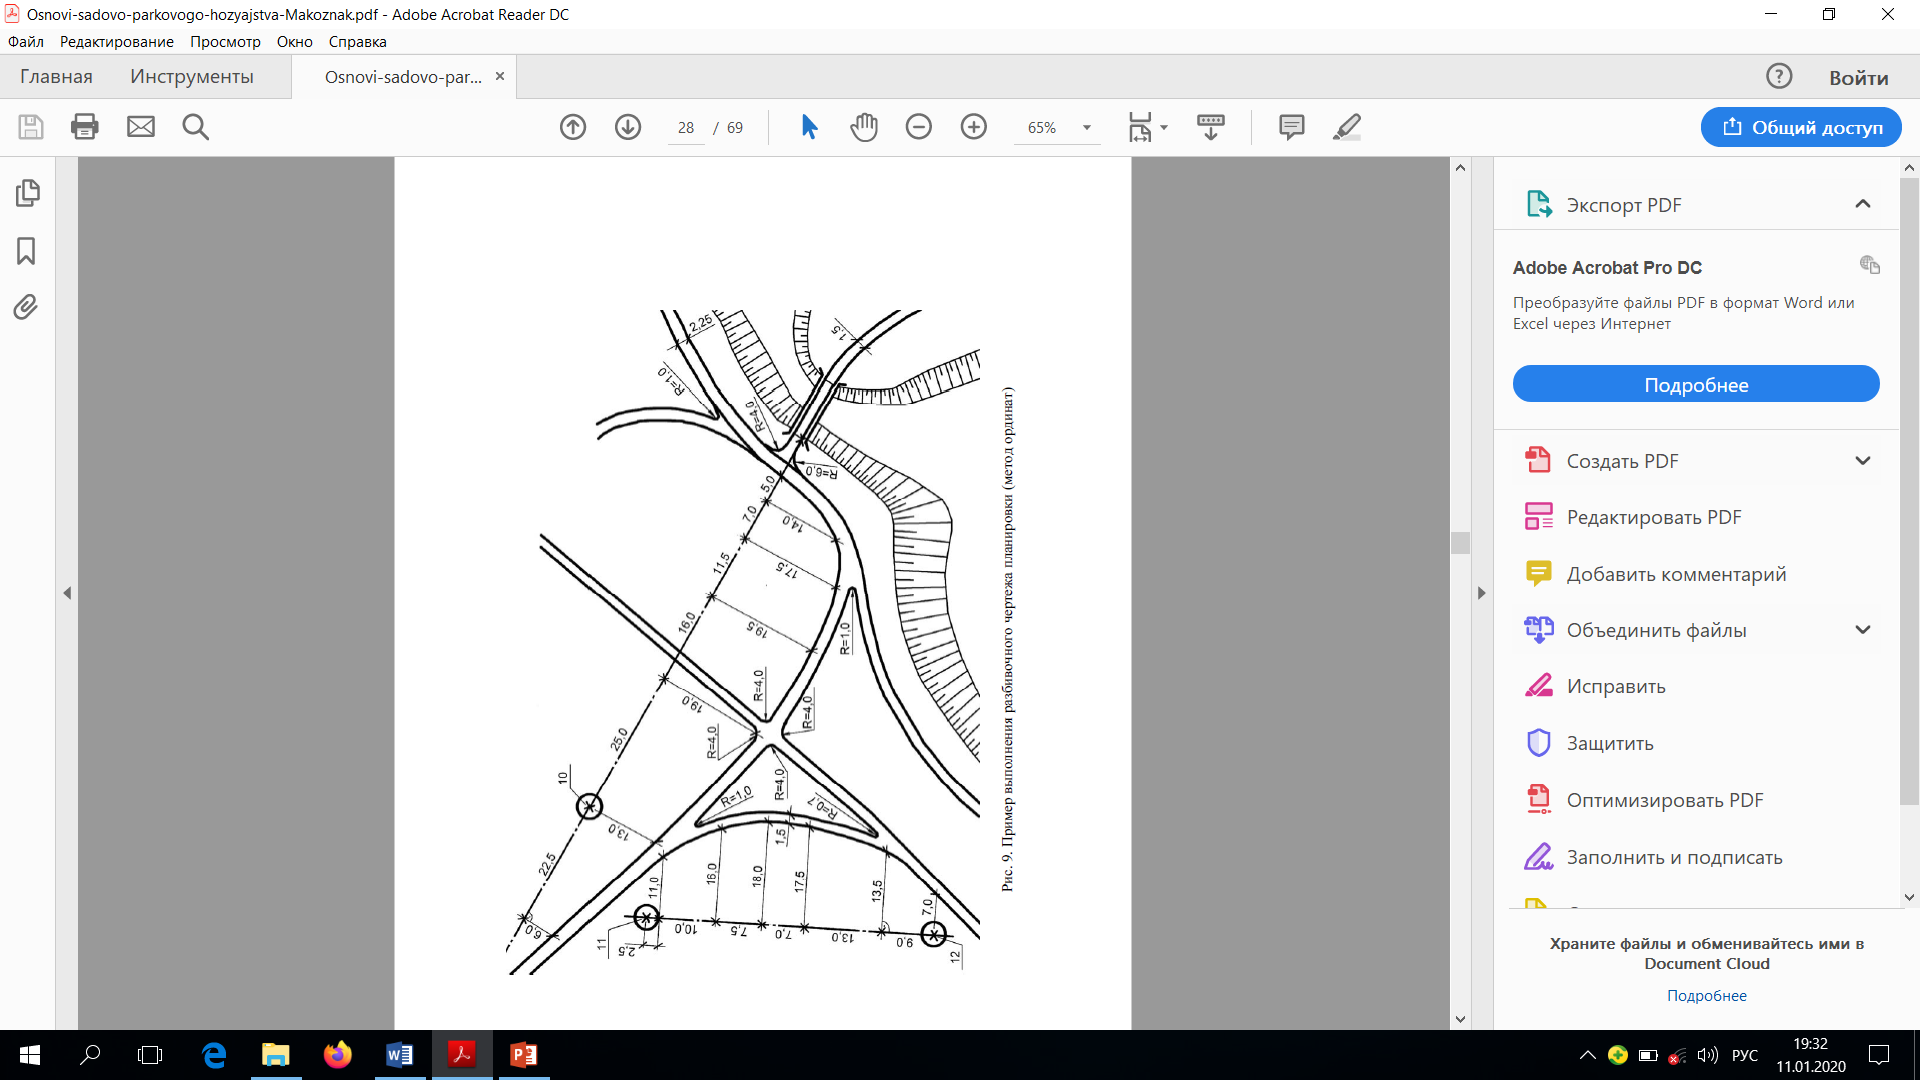 Osnovi-sadovo-parkovogo-hozyajstva-Makoznak.pdf - Adobe Acrobat Reader DC
Файл Редактирование Просмотр Окно Справка
Главная Инструменты Osnovi-sadovo-par... × ? Войти
28 / 69 65% Общий доступ
2,25
1,5
R=1,0
R=4,0
R=6,0
5,0
7,0
14,0
11,5
17,5
16,0
19,5
R=1,0
R=4,0
19,0
R=4,0
R=4,0
25,0
10
R=4,0
R=1,0
R=0,7
13,0
1,5
22,5
11,0
16,0
18,0
17,5
13,5
7,0
6,0
11
2,5
10,0
7,5
7,0
13,0
9,0
12
Рис. 9. Пример выполнения разбивочного чертежа планировки (метод ординат)
Экспорт PDF
Adobe Acrobat Pro DC
Преобразуйте файлы PDF в формат Word или
Excel через Интернет
Подробнее
Создать PDF
Редактировать PDF
Добавить комментарий
Объединить файлы
Исправить
Защитить
Оптимизировать PDF
Заполнить и подписать
Храните файлы и обменивайтесь ими в
Document Cloud
Подробнее
РУС 19:32
11.01.2020